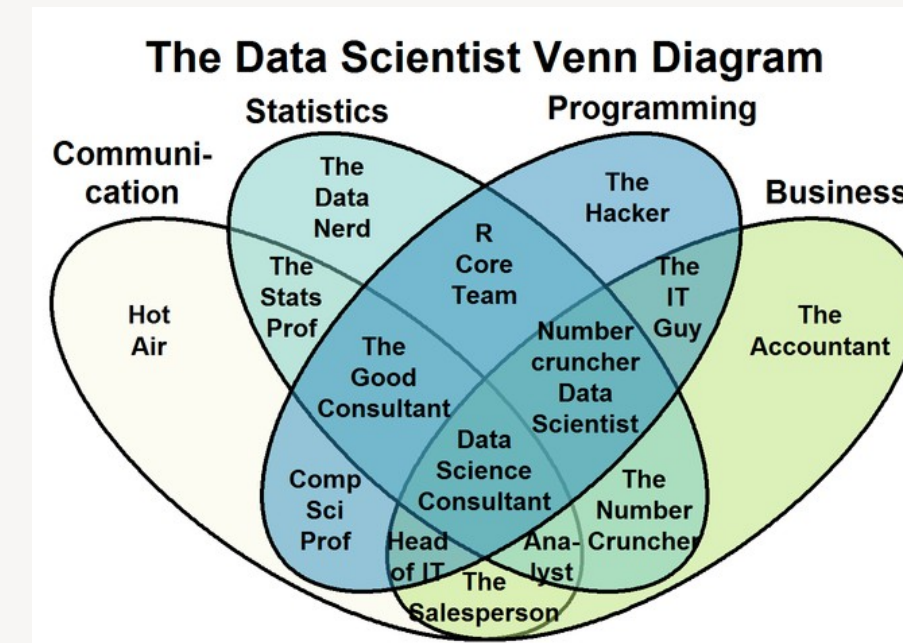 The Data Scientist Venn Diagram
Communi-
cation
Statistics
Programming
Business
The
Data
Nerd
The
Hacker
R
Core
Team
The
Stats
Prof
The
IT
Guy
Hot
Air
The
Accountant
The
Good
Consultant
Number
cruncher
Data
Scientist
Data
Science
Consultant
Comp
Sci
Prof
The
Number
Cruncher
Head
of IT
Ana-
lyst
The
Salesperson